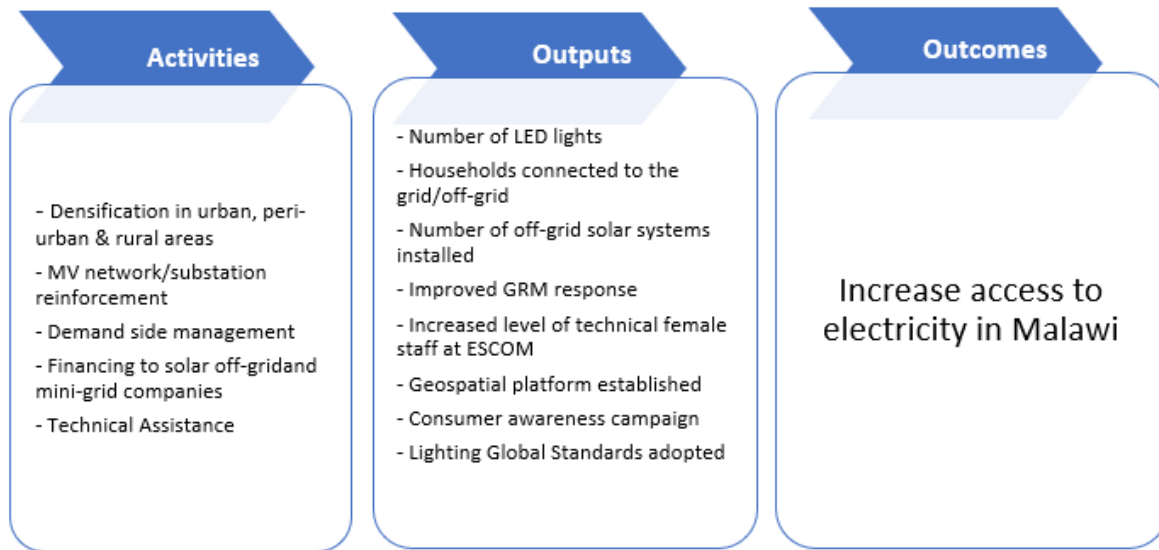 Activities
- Densification in urban, peri-
urban & rural areas
- MV network/substation
reinforcement
- Demand side management
- Financing to solar off-gridand
mini-grid companies
- Technical Assistance
Outputs
- Number of LED lights
- Households connected to the
grid/off-grid
- Number of off-grid solar systems
installed
- Improved GRM response
- Increased level of technical female
staff at ESCOM
- Geospatial platform established
- Consumer awareness campaign
- Lighting Global Standards adopted
Outcomes
Increase access to
electricity in Malawi